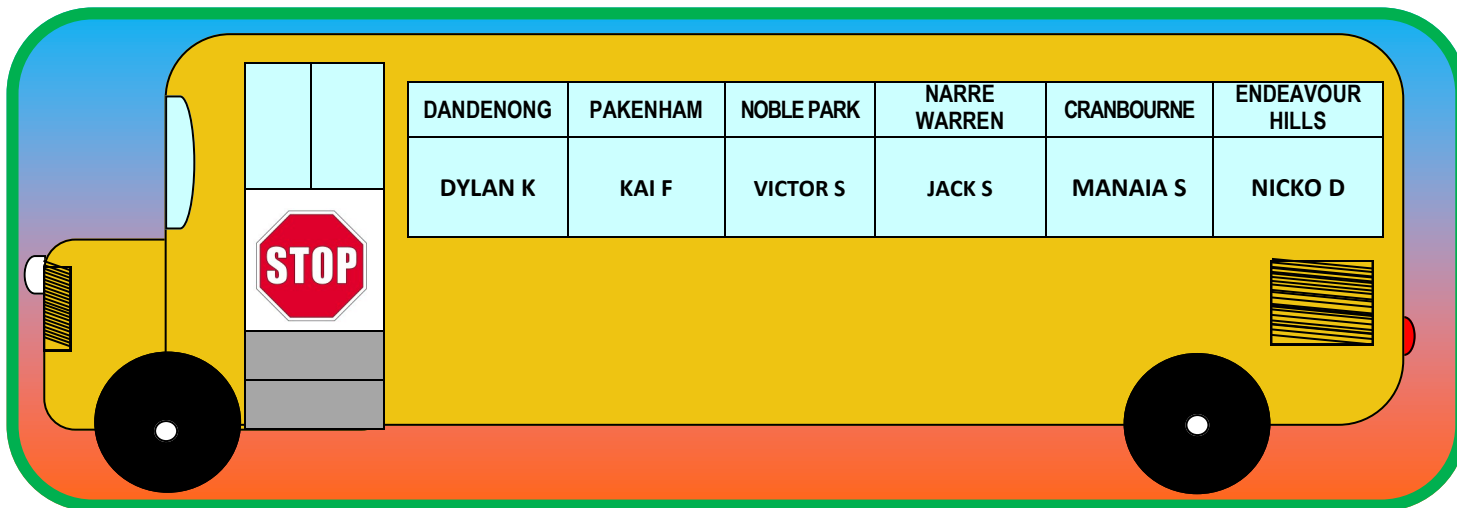 DANDENONG PAKENHAM NOBLE PARK NARRE WARREN CRANBOURNE ENDEAVOUR HILLS
DYLAN K KAI F VICTOR S JACK S MANAIA S NICKO D
STOP